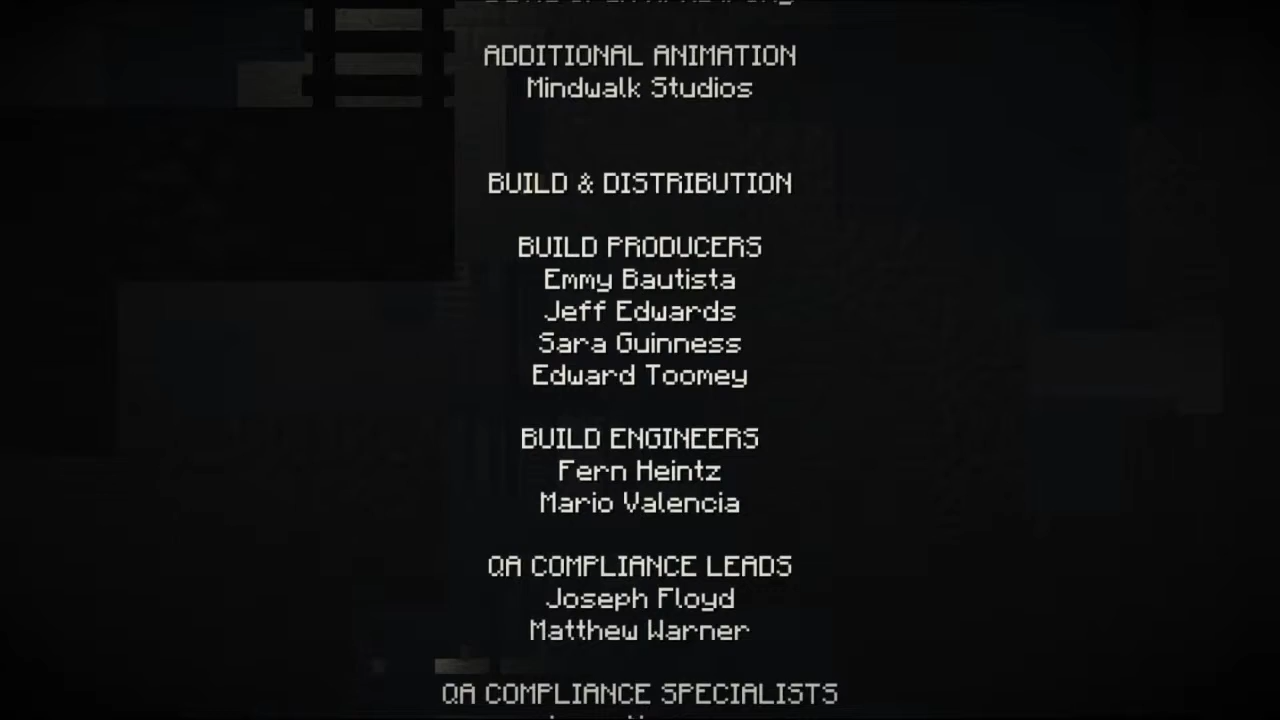 ADDITIONAL ANIMATION
Mindwalk Studios
BUILD & DISTRIBUTION
BUILD PRODUCERS
Emmy Bautista
Jeff Edwards
Sara Guinness
Edward Toomey
BUILD ENGINEERS
Fern Heintz
Mario Valencia
QA COMPLIANCE LEADS
Joseph Floyd
Matthew Warner
QA COMPLIANCE SPECIALISTS